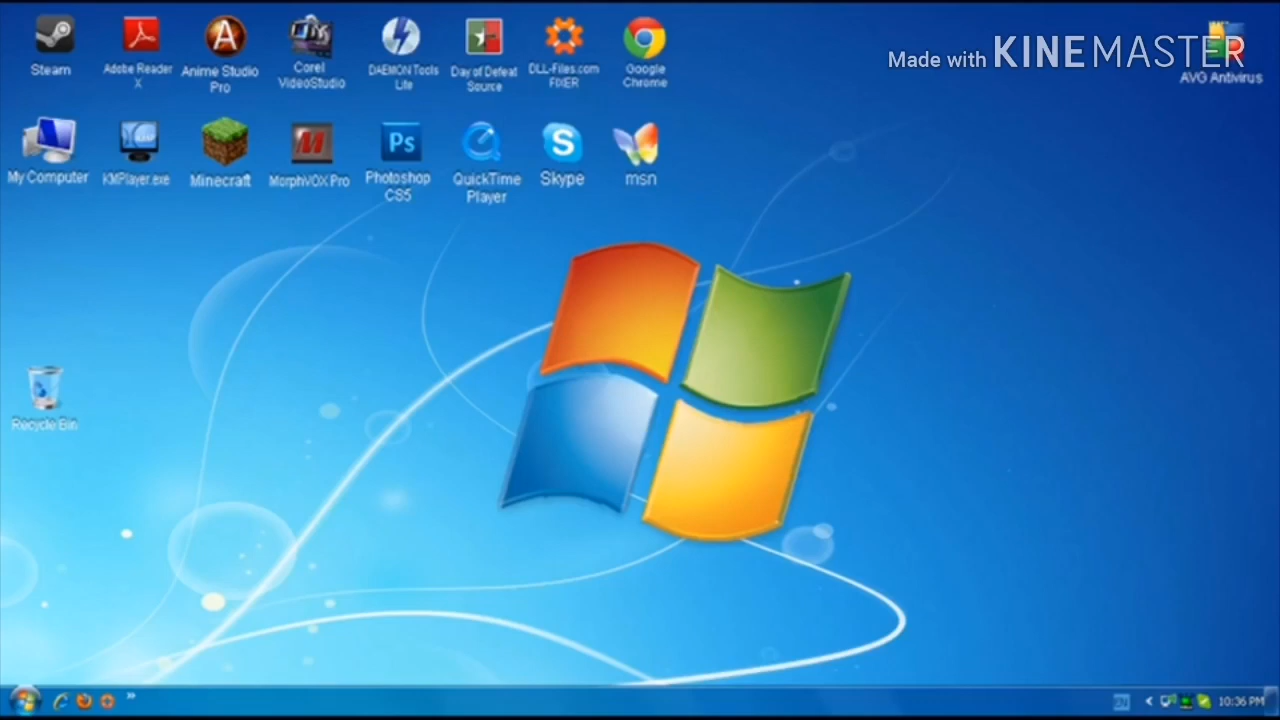 Made with KINEMASTER
Steam
Adobe Reader
X
Anime Studio
Pro
Corel
VideoStudio
DAEMON Tools
Lite
Day of Defeat
Source
DLL-Files.com
FIXER
Google
Chrome
AVG Antivirus
My Computer
KMPlayer.exe
Minecraft
MorphVOX Pro
Ps
Photoshop
CS5
QuickTime
Player
Skype
msn
Recycle Bin
10:36 PM